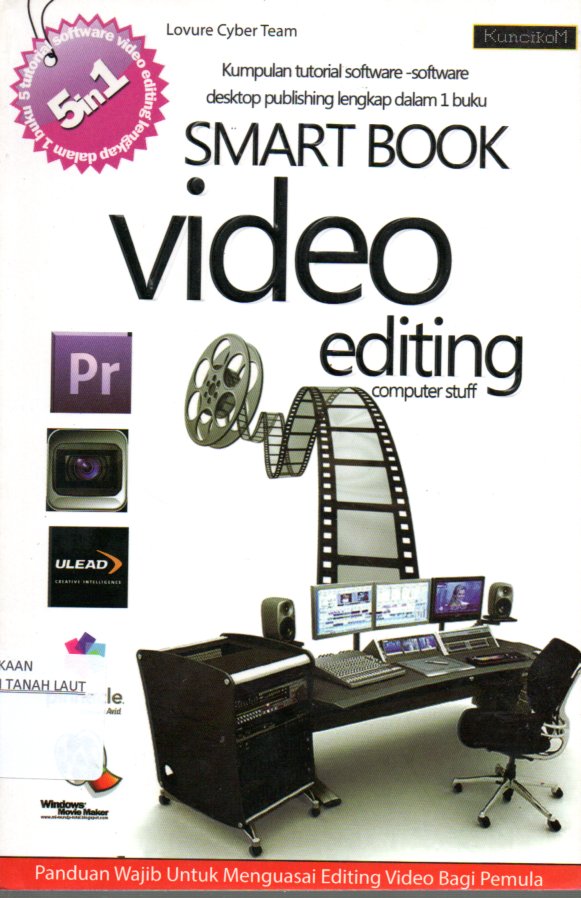 Lovure Cyber Team
KuncikoM
5 tutorial software video editing lengkap dalam 1 buku
5in1
Kumpulan tutorial software -software
desktop publishing lengkap dalam 1 buku
SMART BOOK
video
editing
computer stuff
Pr
ULEAD
CREATIVE INTELLIGENCE
KAAN
TANAH LAUT
Avid
Windows
Movie Maker
Panduan Wajib Untuk Menguasai Editing Video Bagi Pemula